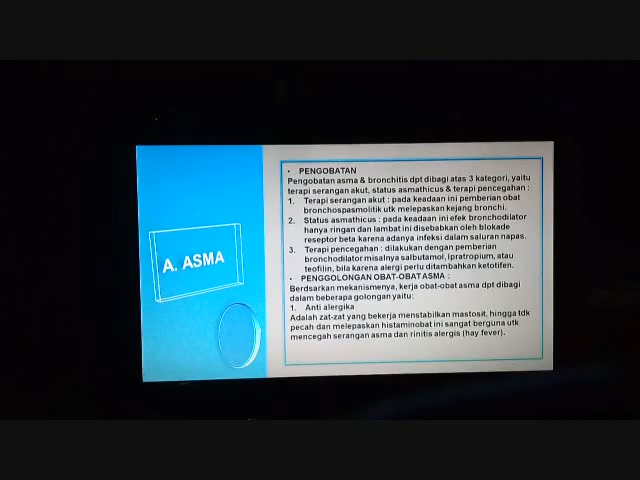 A. ASMA
• PENGOBATAN
Pengobatan asma & bronchitis dpt dibagi atas 3 kategori, yaitu
terapi serangan akut, status asmathicus & terapi pencegahan :
1. Terapi serangan akut : pada keadaan ini pemberian obat
bronchospasmolitik utk melepaskan kejang bronchi.
2. Status asmathicus : pada keadaan ini efek bronchodilator
hanya ringan dan lambat ini disebabkan oleh blokade
reseptor beta karena adanya infeksi dalam saluran napas.
3. Terapi pencegahan : dilakukan dengan pemberian
bronchodilator misalnya salbutamol, Ipratropium, atau
teofilin, bila karena alergi perlu ditambahkan ketotifen.
• PENGGOLONGAN OBAT-OBAT ASMA :
Berdsarkan mekanismenya, kerja obat-obat asma dpt dibagi
dalam beberapa golongan yaitu:
1. Anti alergika
Adalah zat-zat yang bekerja menstabilkan mastosit, hingga tdk
pecah dan melepaskan histaminobat ini sangat berguna utk
mencegah serangan asma dan rinitis alergis (hay fever).